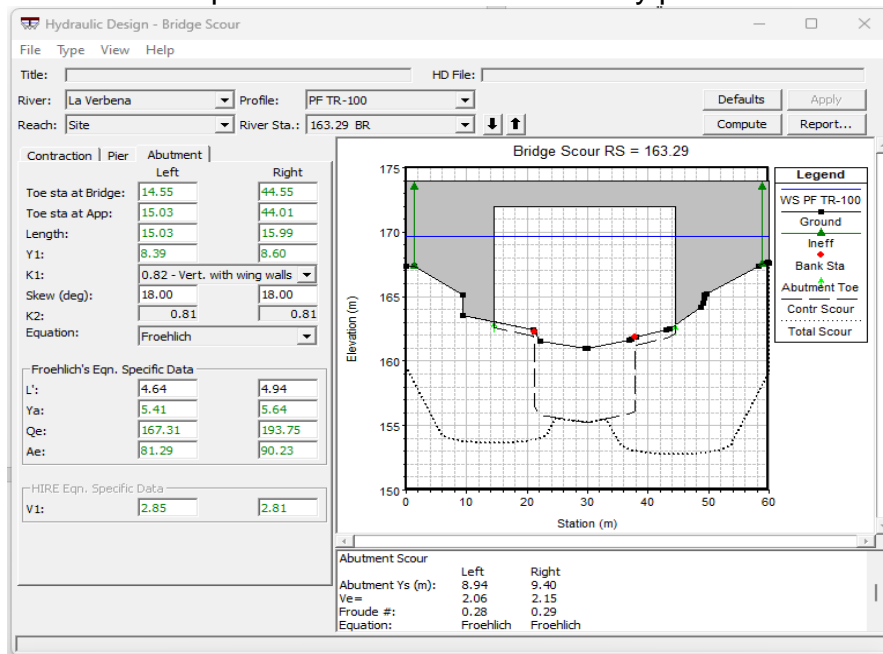 Hydraulic Design - Bridge Scour
File Type View Help
Title: HD File:
River: La Verbena Profile: PF TR-100 Defaults Apply
Reach: Site River Sta.: 163.29 BR Compute Report...
Contraction Pier Abutment
Left Right
Toe sta at Bridge: 14.55 44.55
Toe sta at App: 15.03 44.01
Length: 15.03 15.99
Y1: 8.39 8.60
K1: 0.82 - Vert. with wing walls
Skew (deg): 18.00 18.00
K2: 0.81 0.81
Equation: Froehlich
Froehlich's Eqn. Specific Data
L': 4.64 4.94
Ya: 5.41 5.64
Qe: 167.31 193.75
Ae: 81.29 90.23
HIRE Eqn. Specific Data
V1: 2.85 2.81
Bridge Scour RS = 163.29
175
170
165
160
155
150
Elevation (m)
0 10 20 30 40 50 60
Station (m)
Legend
WS PF TR-100
Ground
Ineff
Bank Sta
Abutment Toe
Contr Scour
Total Scour
Abutment Scour
Left Right
Abutment Ys (m): 8.94 9.40
Ve= 2.06 2.15
Froude #: 0.28 0.29
Equation: Froehlich Froehlich